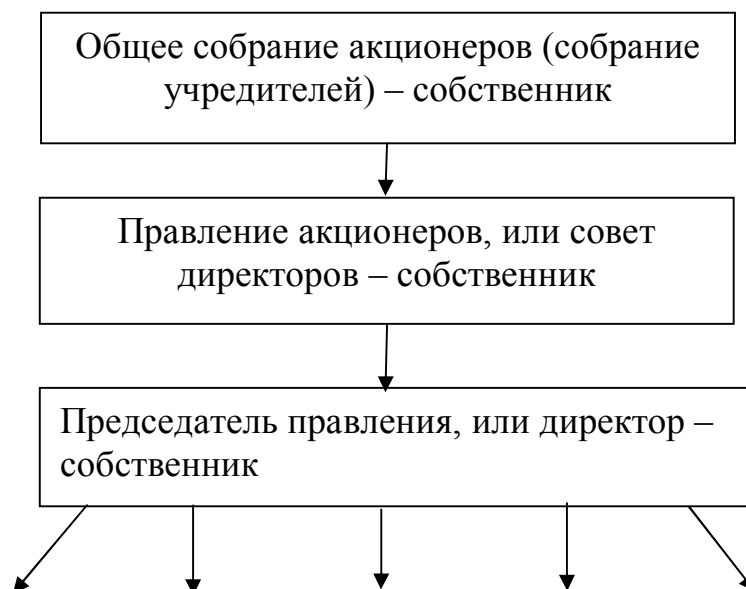 Общее собрание акционеров (собрание
учредителей) – собственник
Правление акционеров, или совет
директоров – собственник
Председатель правления, или директор –
собственник